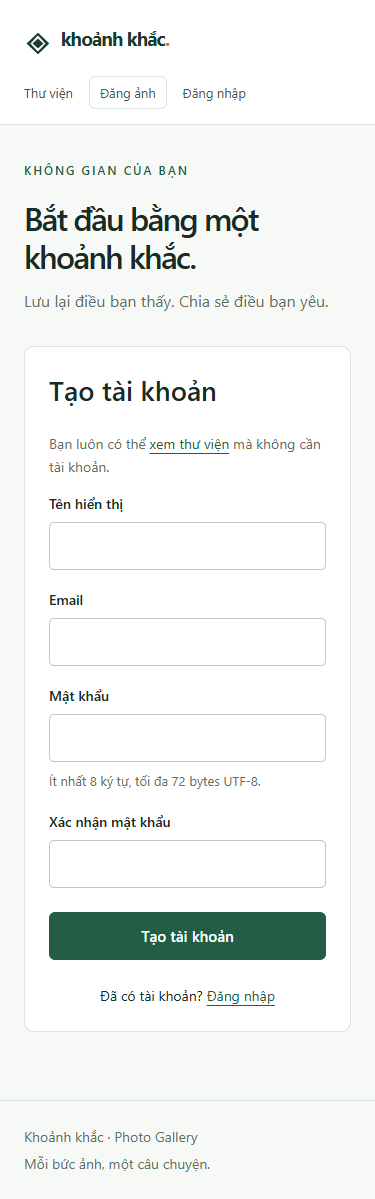 khoảnh khắc.
Thư viện
Đăng ảnh
Đăng nhập
KHÔNG GIAN CỦA BẠN
Bắt đầu bằng một
khoảnh khắc.
Lưu lại điều bạn thấy. Chia sẻ điều bạn yêu.
Tạo tài khoản
Bạn luôn có thể xem thư viện mà không cần
tài khoản.
Tên hiển thị
Email
Mật khẩu
Ít nhất 8 ký tự, tối đa 72 bytes UTF-8.
Xác nhận mật khẩu
Tạo tài khoản
Đã có tài khoản? Đăng nhập
Khoảnh khắc · Photo Gallery
Mỗi bức ảnh, một câu chuyện.